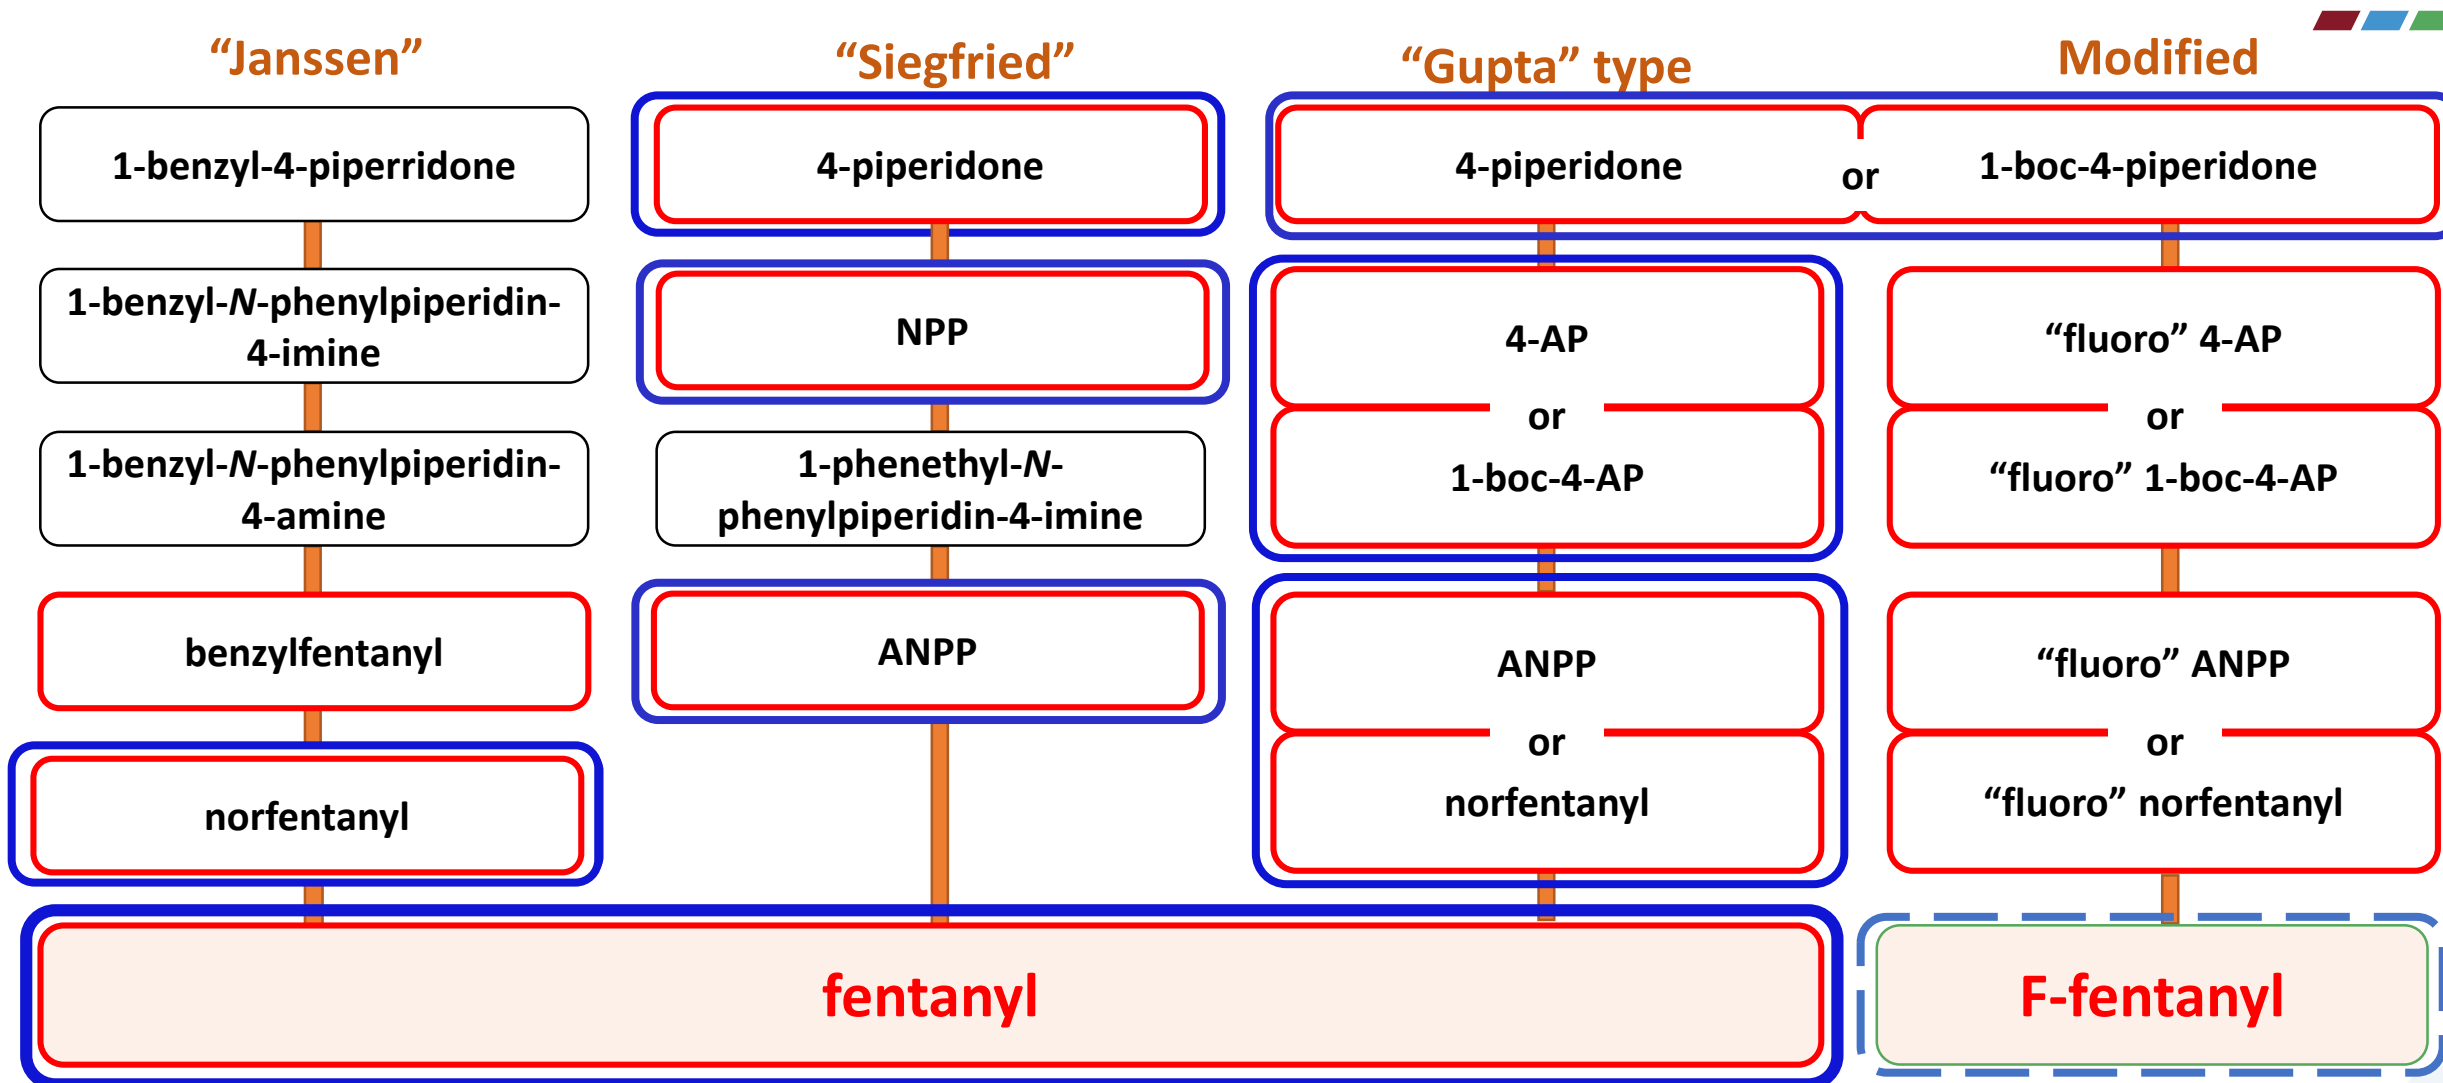 “Janssen”
“Siegfried”
“Gupta” type
Modified
1-benzyl-4-piperridone
4-piperidone
4-piperidone
or
1-boc-4-piperidone
1-benzyl-N-phenylpiperidin-
4-imine
NPP
4-AP
or
1-boc-4-AP
“fluoro” 4-AP
or
“fluoro” 1-boc-4-AP
1-benzyl-N-phenylpiperidin-
4-amine
1-phenethyl-N-
phenylpiperidin-4-imine
benzylfentanyl
ANPP
ANPP
or
norfentanyl
“fluoro” ANPP
or
“fluoro” norfentanyl
norfentanyl
fentanyl
F-fentanyl